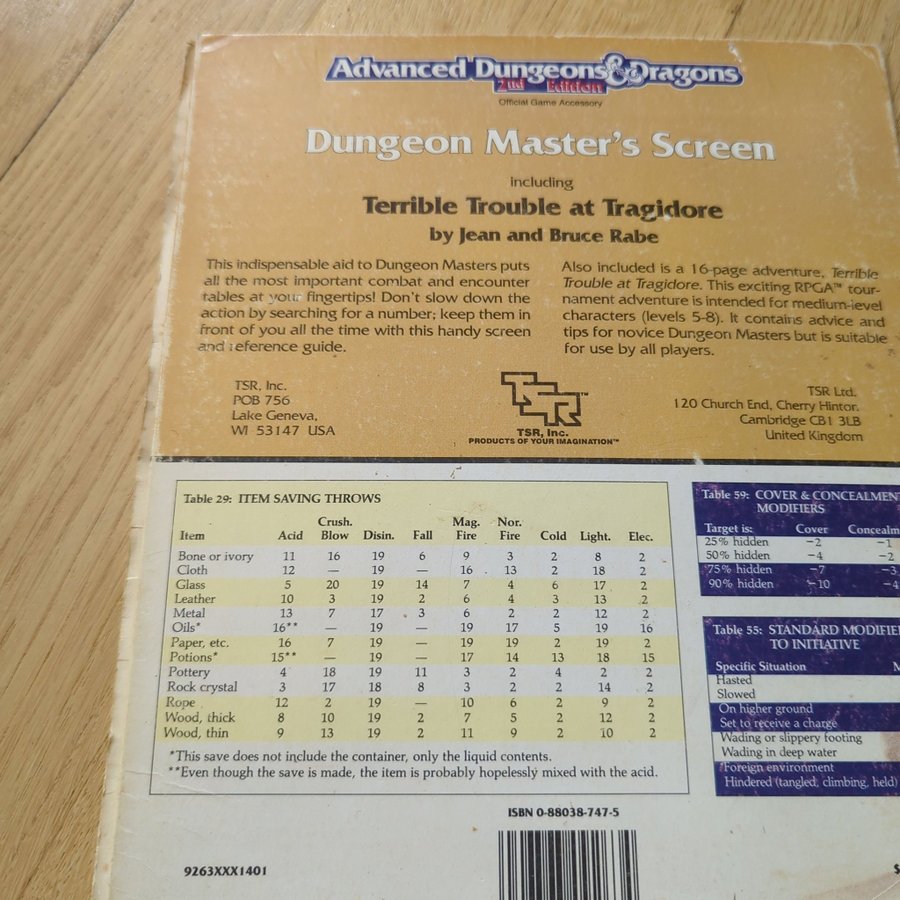 Advanced Dungeons & Dragons
2nd Edition
Official Game Accessory
Dungeon Master's Screen
including
Terrible Trouble at Tragidore
by Jean and Bruce Rabe
This indispensable aid to Dungeon Masters puts
all the most important combat and encounter
tables at your fingertips! Don't slow down the
action by searching for a number; keep them in
front of you all the time with this handy screen
and reference guide.
Also included is a 16-page adventure, Terrible
Trouble at Tragidore. This exciting RPGA™ tour-
nament adventure is intended for medium-level
characters (levels 5-8). It contains advice and
tips for novice Dungeon Masters but is suitable
for use by all players.
TSR, Inc.
POB 756
Lake Geneva,
WI 53147 USA
TSR™
TSR, Inc.
PRODUCTS OF YOUR IMAGINATION™
TSR Ltd.
120 Church End, Cherry Hinton.
Cambridge CB1 3LB
United Kingdom
Table 29: ITEM SAVING THROWS
Crush. Mag. Nor.
Item Acid Blow Disin. Fall Fire Fire Cold Light. Elec.
Bone or ivory 11 16 19 6 9 3 2 8 2
Cloth 12 — 19 — 16 13 2 18 2
Glass 5 20 19 14 7 4 6 17 2
Leather 10 3 19 2 6 4 3 13 2
Metal 13 7 17 3 6 2 2 12 2
Oils* 16** — 19 — 19 17 5 19 16
Paper, etc. 16 7 19 — 19 19 2 19 2
Potions* 15** — 19 — 17 14 13 18 15
Pottery 4 18 19 11 3 2 4 2 2
Rock crystal 3 17 18 8 3 2 2 14 2
Rope 12 2 19 — 10 6 2 9 2
Wood, thick 8 10 19 2 7 5 2 12 2
Wood, thin 9 13 19 2 11 9 2 10 2
*This save does not include the container, only the liquid contents.
**Even though the save is made, the item is probably hopelessly mixed with the acid.
Table 59: COVER & CONCEALMEN
MODIFIERS
Target is: Cover Concealm
25% hidden −2 −1
50% hidden −4 −2
75% hidden −7 −3
90% hidden −10 −4
Table 55: STANDARD MODIFIE
TO INITIATIVE
Specific Situation M
Hasted
Slowed
On higher ground
Set to receive a charge
Wading or slippery footing
Wading in deep water
Foreign environment
Hindered (tangled, climbing, held)
ISBN 0-88038-747-5
9263XXX1401
$